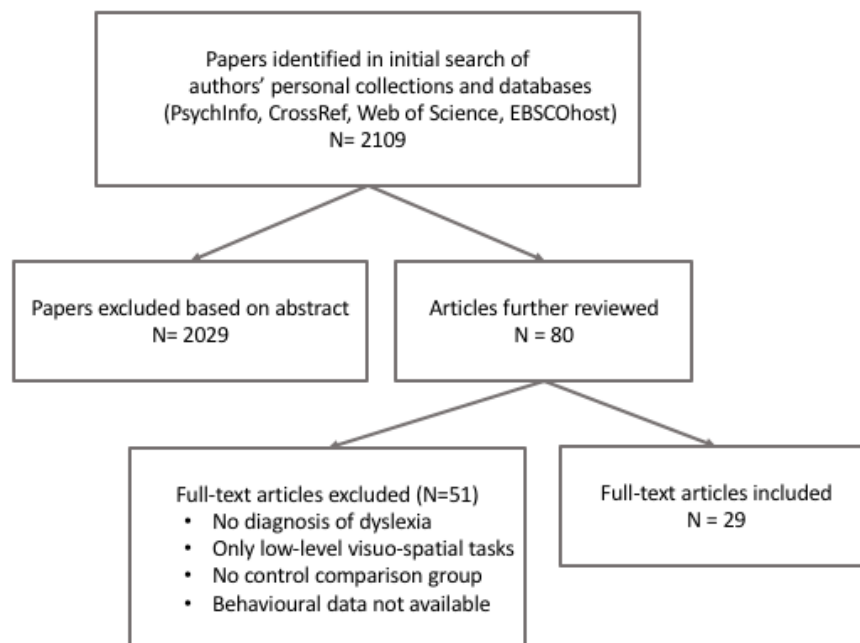 Papers identified in initial search of
authors' personal collections and databases
(PsychInfo, CrossRef, Web of Science, EBSCOhost)
N= 2109
Papers excluded based on abstract
N= 2029
Articles further reviewed
N = 80
Full-text articles excluded (N=51)
• No diagnosis of dyslexia
• Only low-level visuo-spatial tasks
• No control comparison group
• Behavioural data not available
Full-text articles included
N = 29